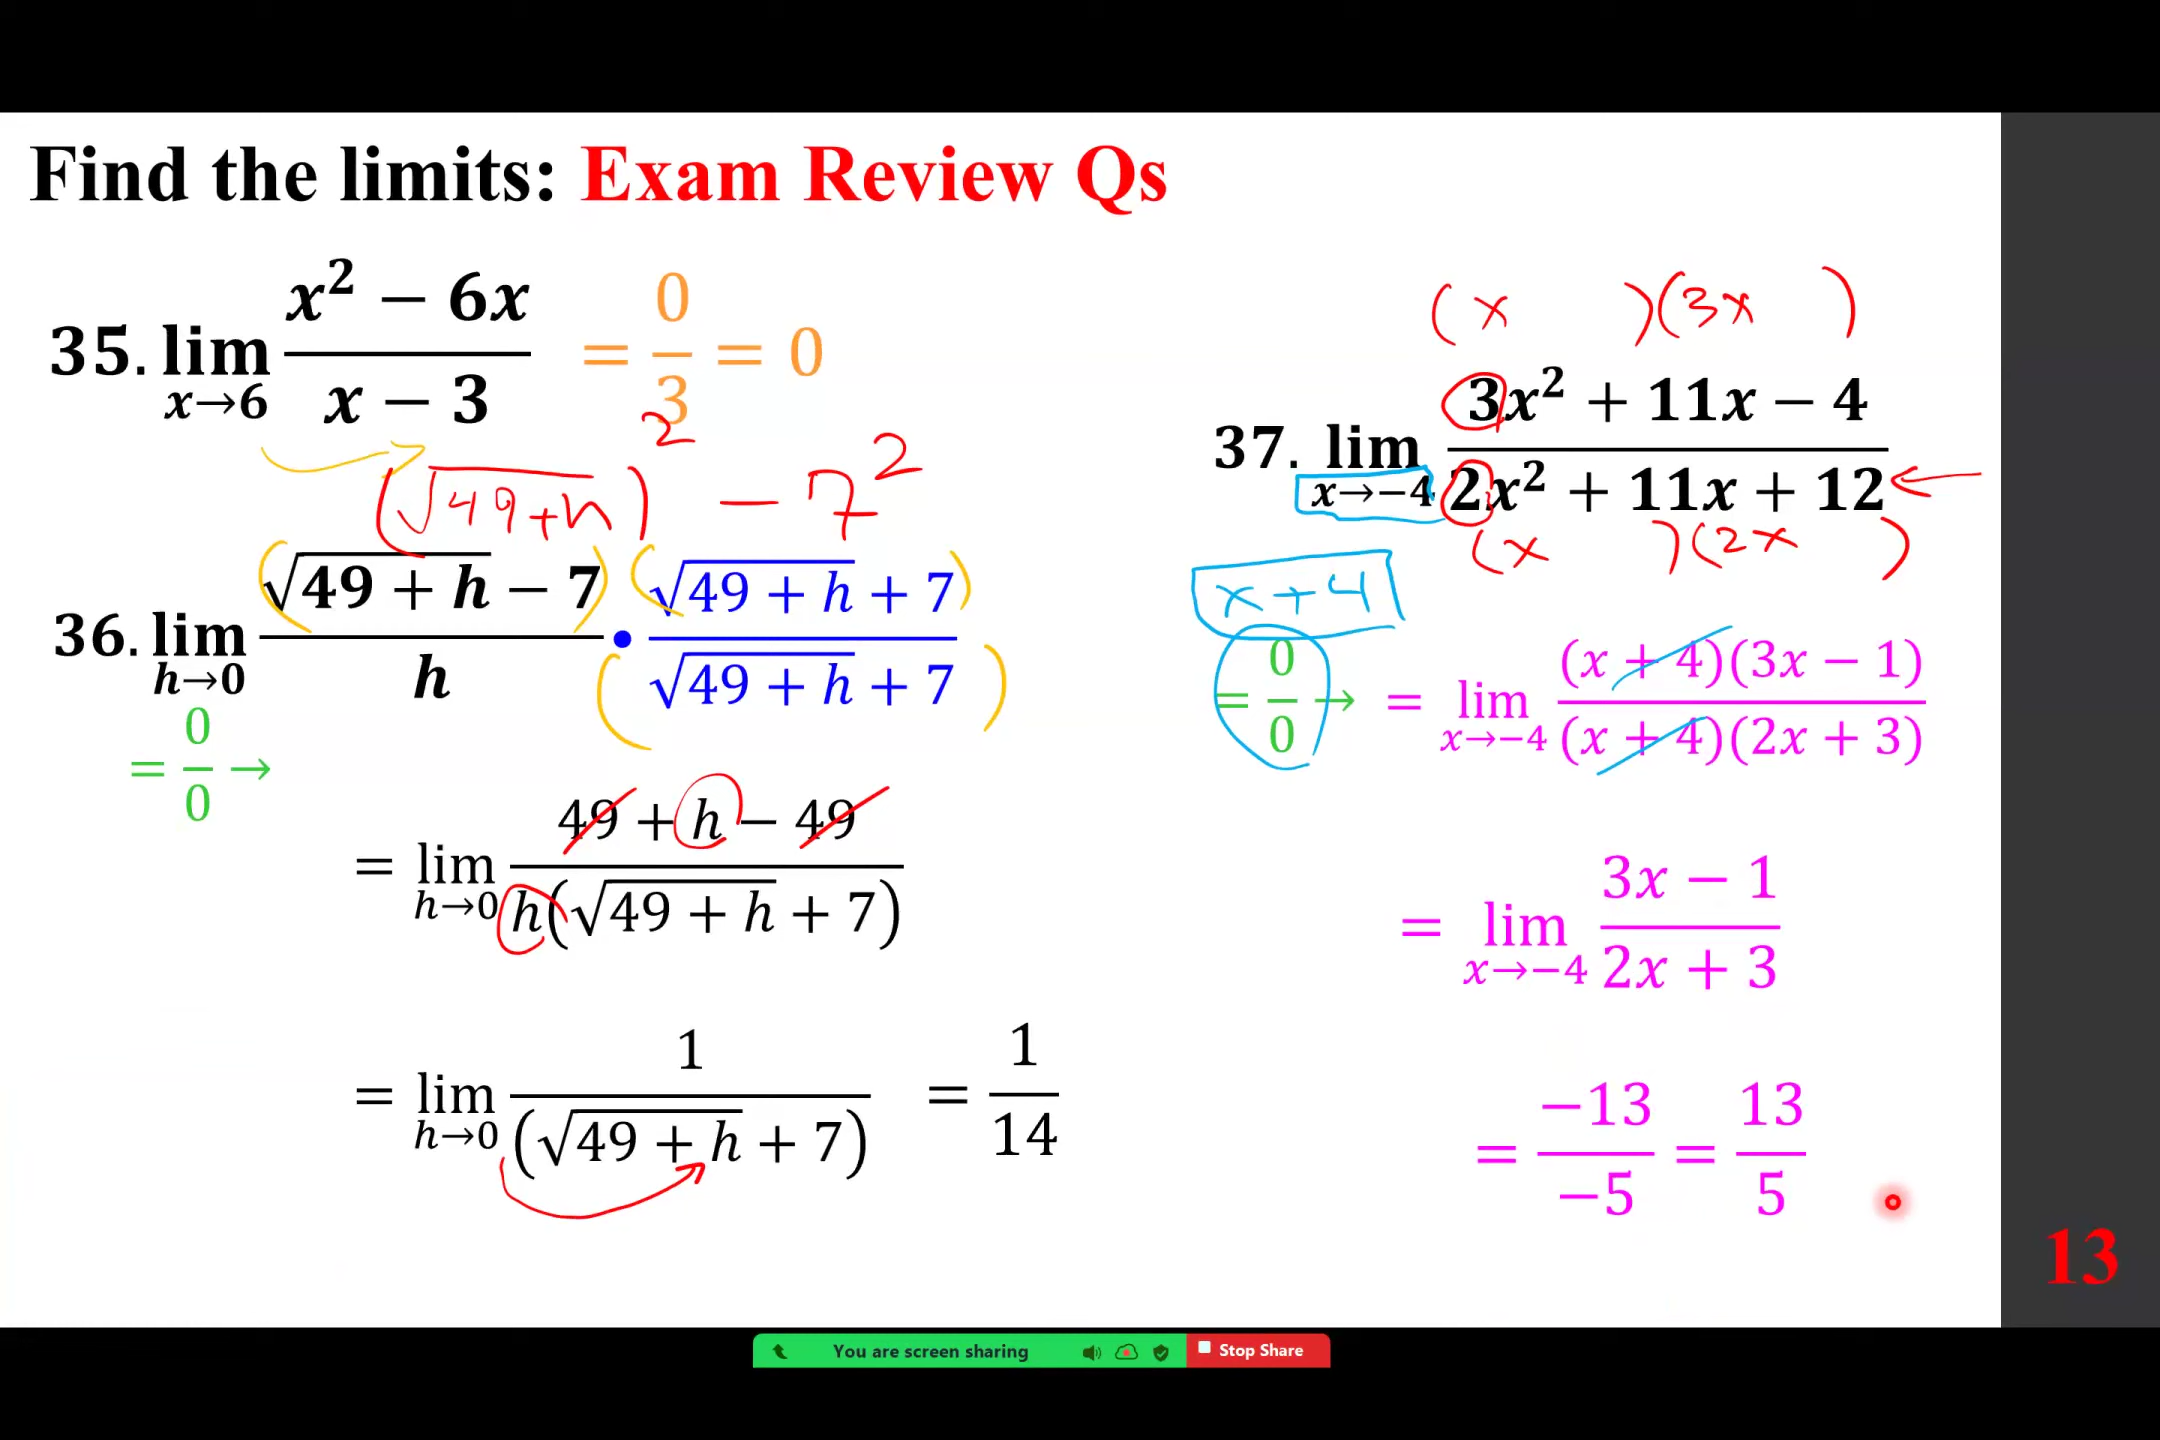 Find the limits: Exam Review Qs
35. lim x→6 (x² − 6x)/(x − 3) = 0/3 = 0
(√49+h)² − 7²
36. lim h→0 (√(49 + h) − 7)/h • (√(49 + h) + 7)/(√(49 + h) + 7)
= 0/0 →
= lim h→0 (49 + h − 49)/(h(√(49 + h) + 7))
= lim h→0 1/(√(49 + h) + 7) = 1/14
(x )(3x )
37. lim x→−4 (3x² + 11x − 4)/(2x² + 11x + 12)
(x )(2x )
x+4
= 0/0 → = lim x→−4 ((x + 4)(3x − 1))/((x + 4)(2x + 3))
= lim x→−4 (3x − 1)/(2x + 3)
= −13/−5 = 13/5
13
You are screen sharing
Stop Share